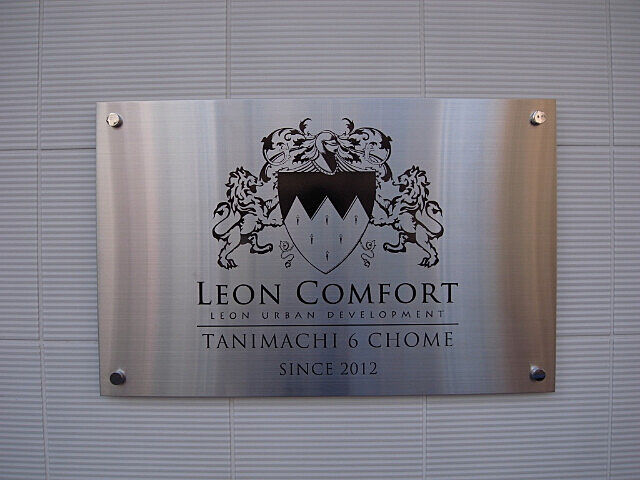 LEON COMFORT
LEON URBAN DEVELOPMENT
TANIMACHI 6 CHOME
SINCE 2012